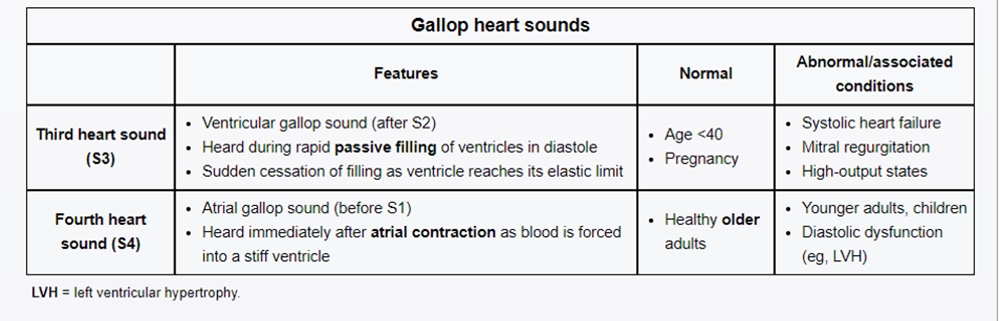 Gallop heart sounds
Features
Normal
Abnormal/associated
conditions
Third heart sound
(S3)
• Ventricular gallop sound (after S2)
• Heard during rapid passive filling of ventricles in diastole
• Sudden cessation of filling as ventricle reaches its elastic limit
• Age <40
• Pregnancy
• Systolic heart failure
• Mitral regurgitation
• High-output states
Fourth heart
sound (S4)
• Atrial gallop sound (before S1)
• Heard immediately after atrial contraction as blood is forced
into a stiff ventricle
• Healthy older
adults
• Younger adults, children
• Diastolic dysfunction
(eg, LVH)
LVH = left ventricular hypertrophy.